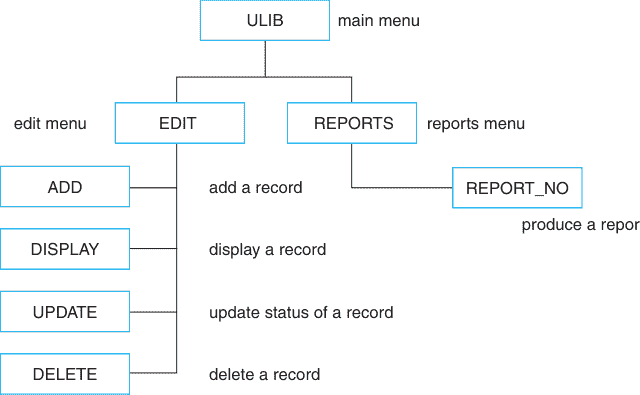 ULIB main menu
edit menu EDIT REPORTS reports menu
ADD add a record REPORT_NO
produce a repor
DISPLAY display a record
UPDATE update status of a record
DELETE delete a record